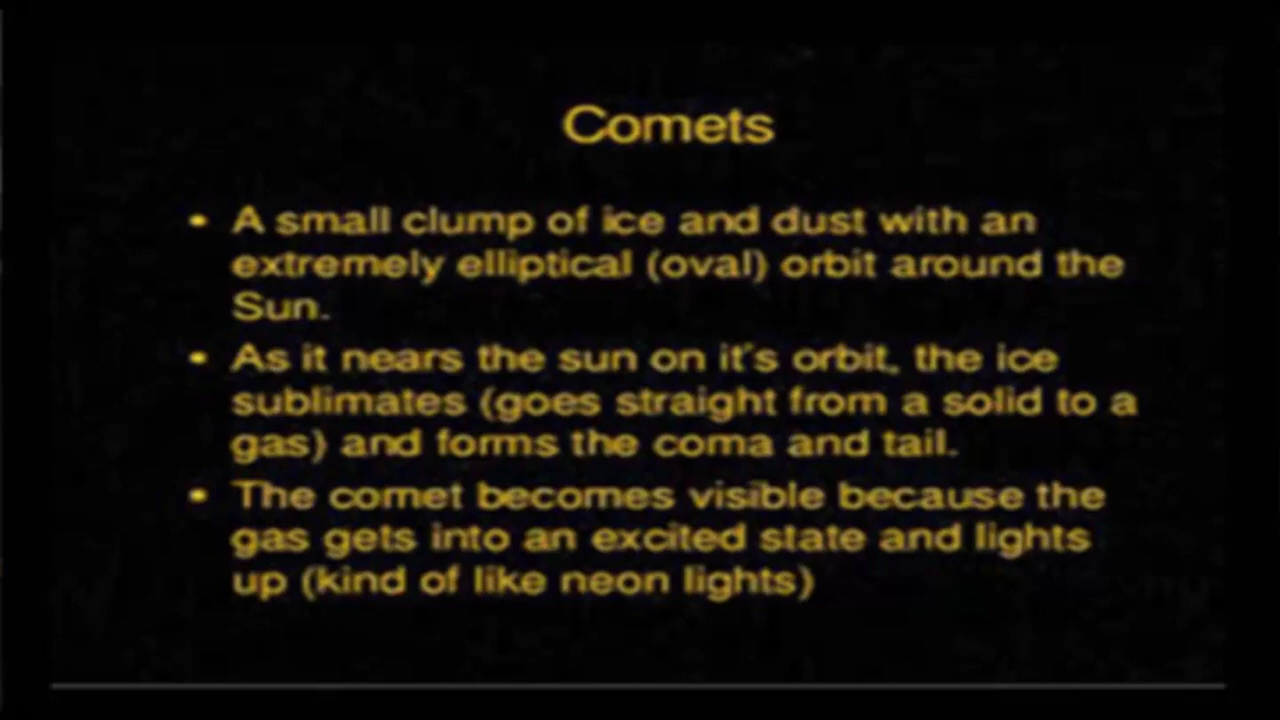 Comets
• A small clump of ice and dust with an
extremely elliptical (oval) orbit around the
Sun.
• As it nears the sun on it's orbit, the ice
sublimates (goes straight from a solid to a
gas) and forms the coma and tail.
• The comet becomes visible because the
gas gets into an excited state and lights
up (kind of like neon lights)